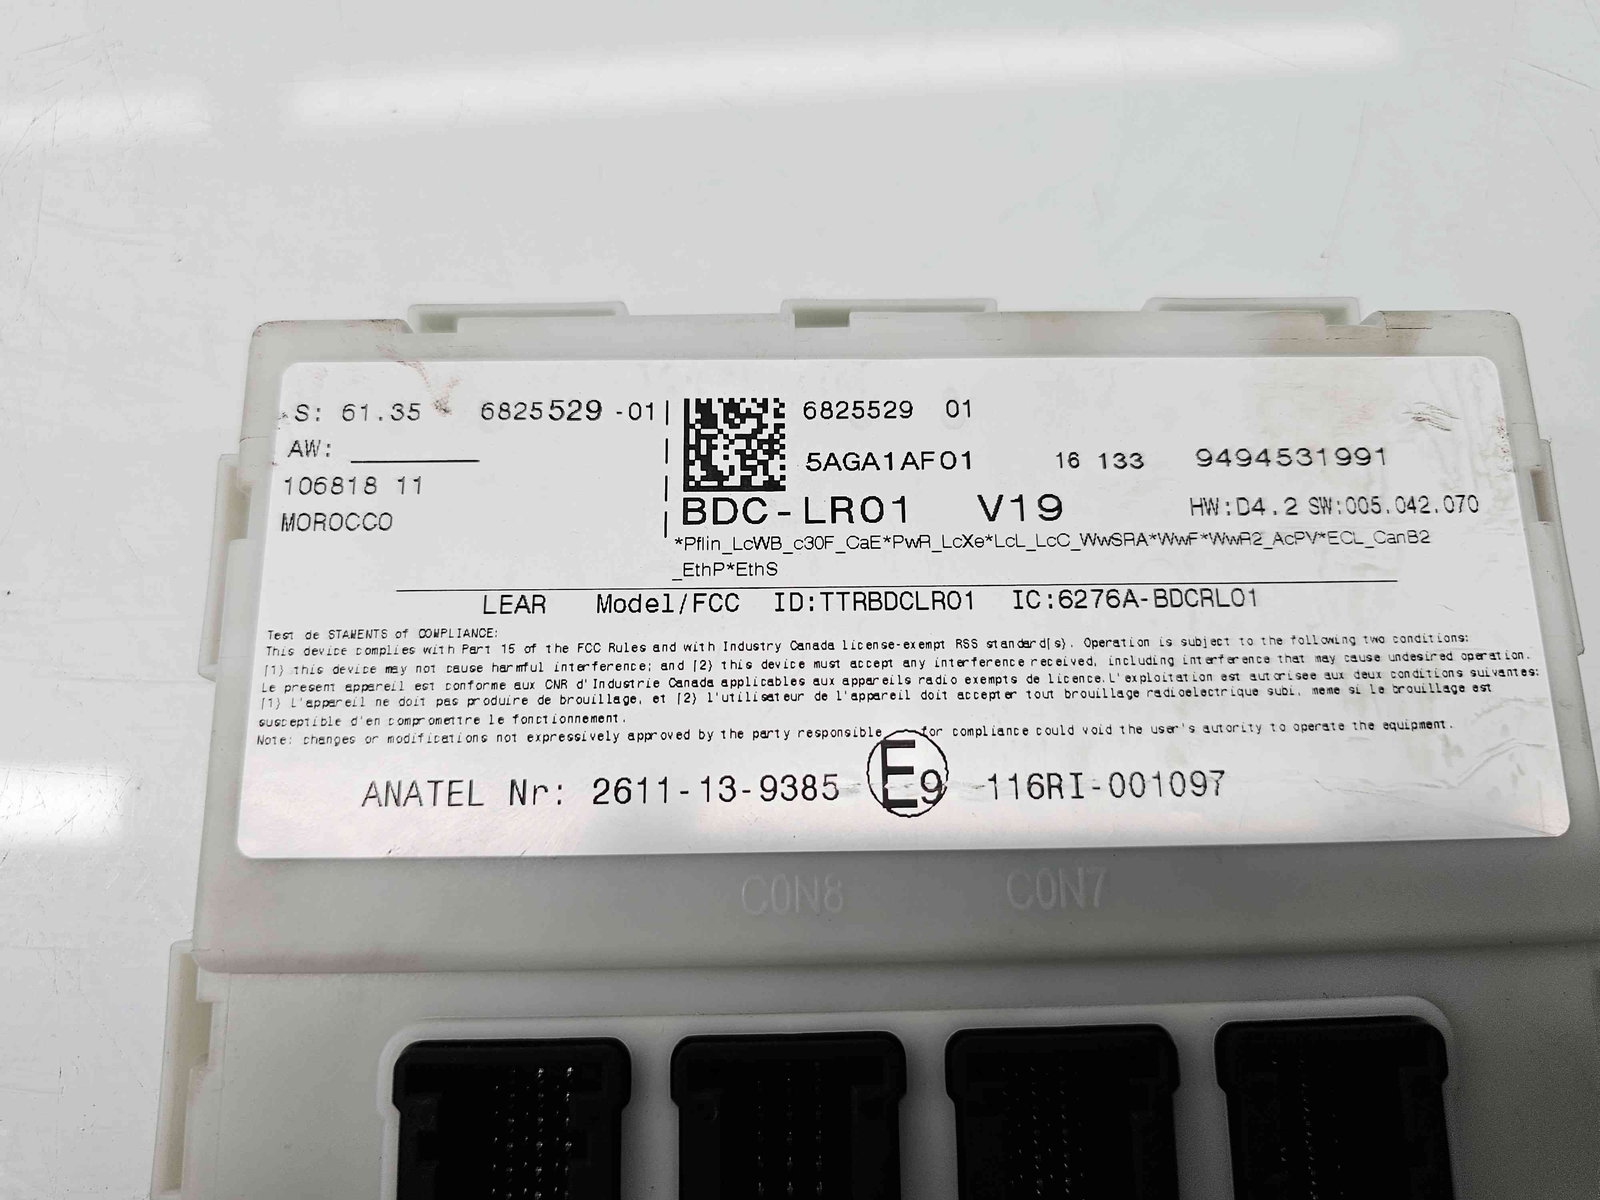 S: 61.35 - 6825529 -01
AW:
106818 11
MOROCCO
6825529 01
5AGA1AF01 16 133 9494531991
BDC-LR01 V19 HW:D4.2 SW:005.042.070
*Pflin_LcWB_c30F_CaE*PwR_LcXe*LcL_LcC_WwSRA*WwF*WwR2_AcPV*ECL_CanB2
_EthP*EthS
LEAR Model/FCC ID:TTRBDCLR01 IC:6276A-BDCRL01
Test de STAMENTS of COMPLIANCE:
This device complies with Part 15 of the FCC Rules and with Industry Canada license-exempt RSS standard(s). Operation is subject to the following two conditions:
(1) this device may not cause harmful interference; and (2) this device must accept any interference received, including interference that may cause undesired operation.
Le present appareil est conforme aux CNR d'Industrie Canada applicables aux appareils radio exempts de licence.L'exploitation est autorisee aux deux conditions suivantes:
(1) L'appareil ne doit pas produire de brouillage, et (2) l'utilisateur de l'appareil doit accepter tout brouillage radioelectrique subi, meme si le brouillage est
susceptible d'en compromettre le fonctionnement.
Note: changes or modifications not expressively approved by the party responsible for compliance could void the user's autority to operate the equipment.
ANATEL Nr: 2611-13-9385 E9 116RI-001097
CON8 CON7